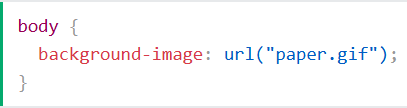 body {
  background-image: url("paper.gif");
}